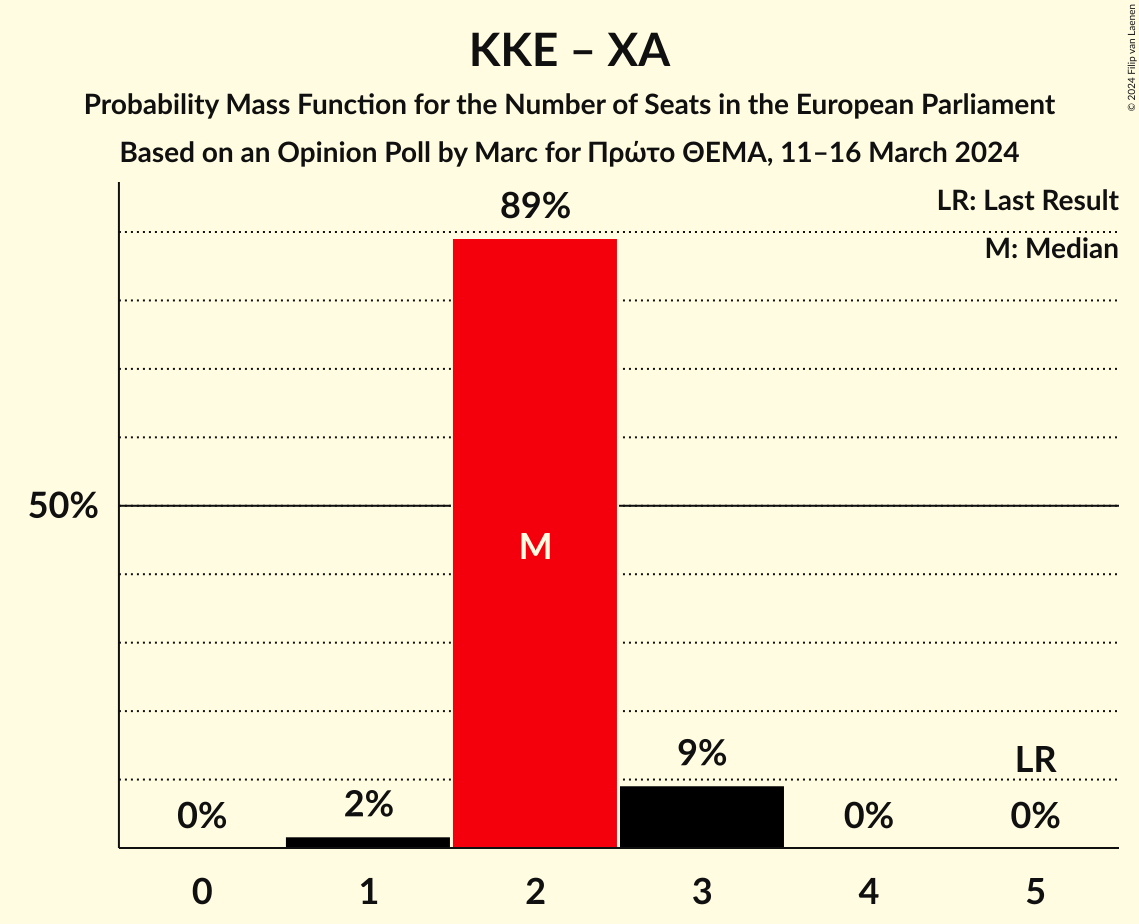 KKE – ΧΑ
Probability Mass Function for the Number of Seats in the European Parliament
Based on an Opinion Poll by Marc for Πρώτο ΘΕΜΑ, 11–16 March 2024
© 2024 Filip van Laenen
LR: Last Result
M: Median
89%
50%
M
9%
LR
2%
0%
0%
0%
0 1 2 3 4 5